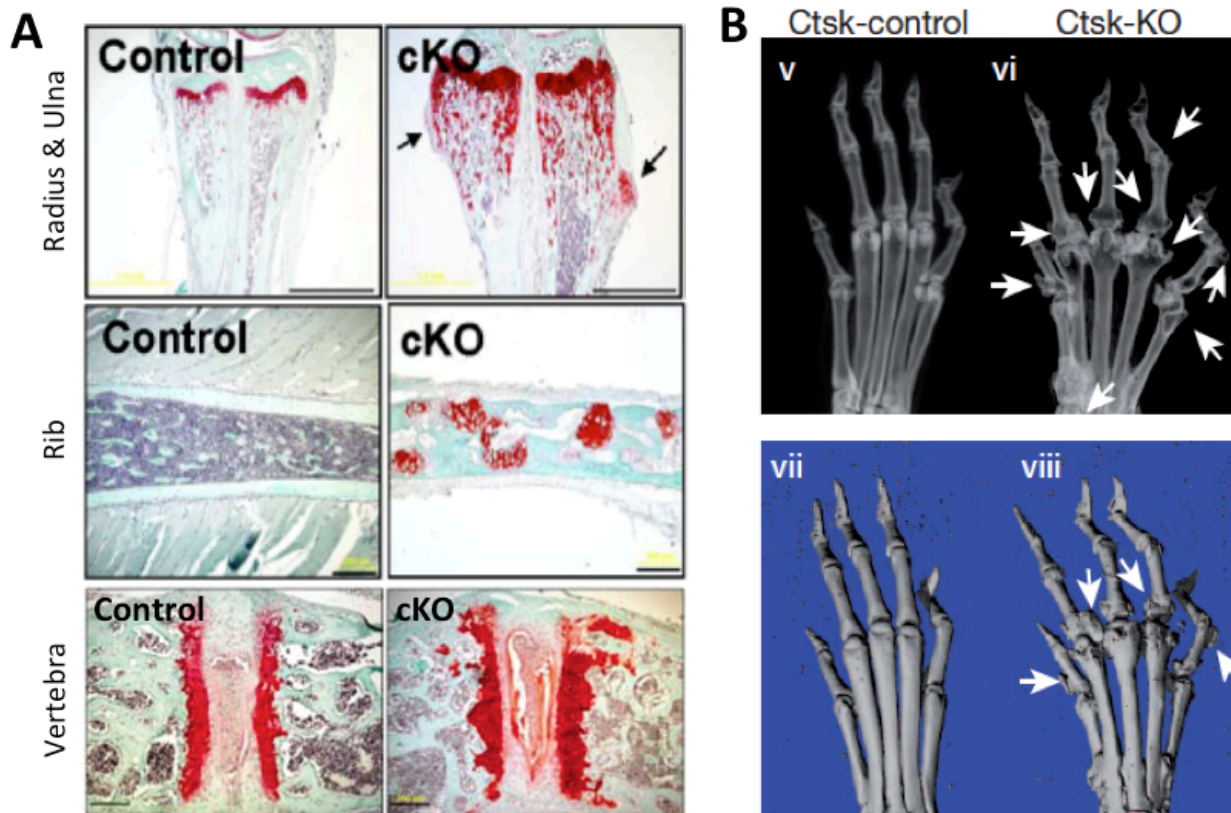 A
Control
cKO
Radius & Ulna
Control
cKO
Rib
Control
cKO
Vertebra
B
Ctsk-control
Ctsk-KO
v
vi
vii
viii